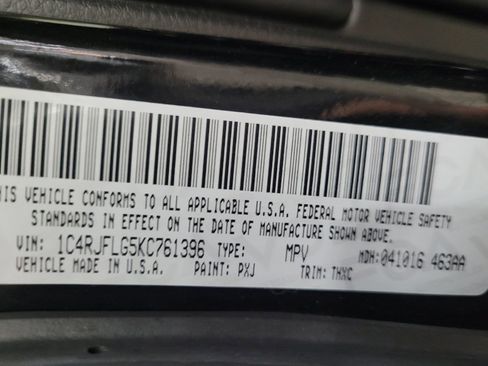 THIS VEHICLE CONFORMS TO ALL APPLICABLE U.S.A. FEDERAL MOTOR VEHICLE SAFETY
STANDARDS IN EFFECT ON THE DATE OF MANUFACTURE SHOWN ABOVE.
VIN: 1C4RJFLG5KC761396 TYPE: MPV MDH:041016 463AA
VEHICLE MADE IN U.S.A. PAINT: PXJ TRIM: THXC